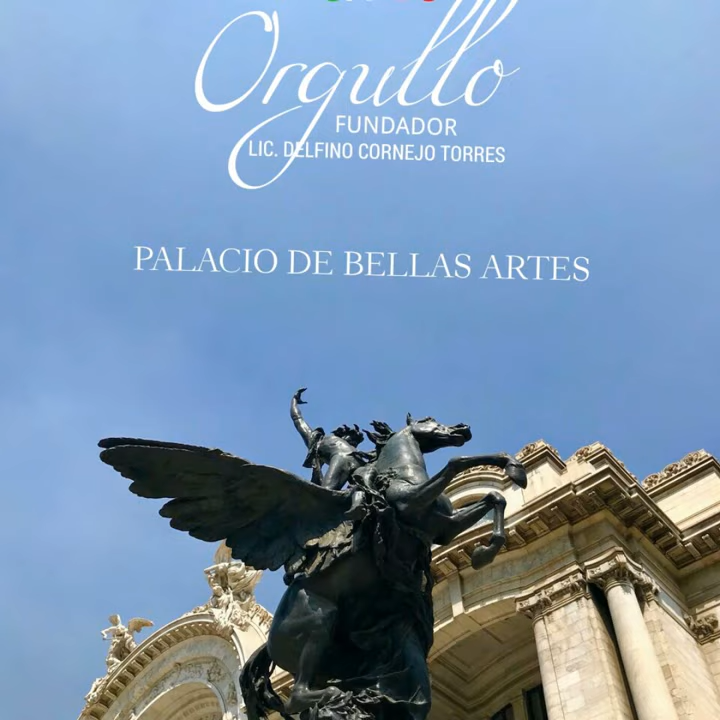 Orgullo
FUNDADOR
LIC. DELFINO CORNEJO TORRES
PALACIO DE BELLAS ARTES